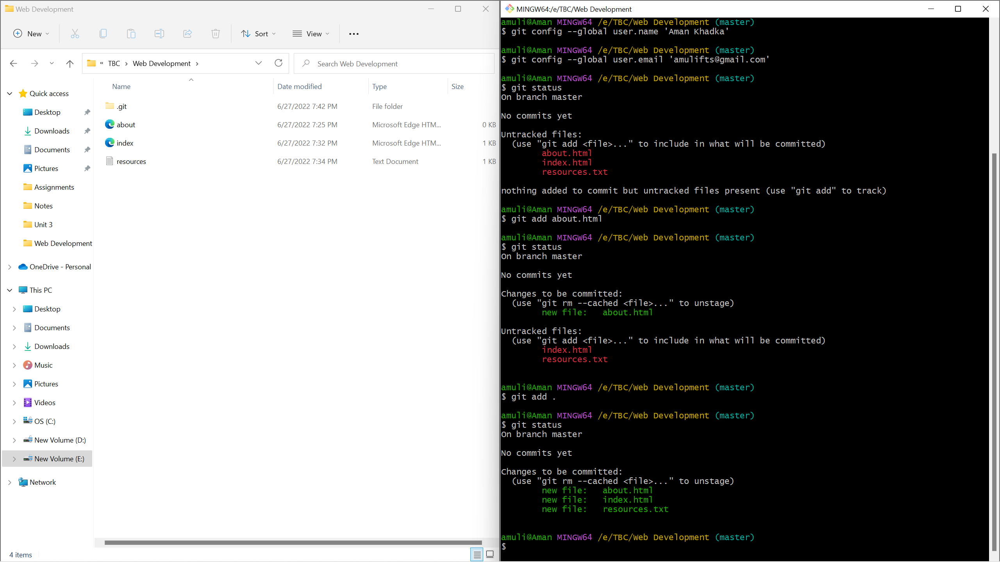 Web Development
New
Sort
View
« TBC › Web Development ›
Search Web Development
Name Date modified Type Size
.git 6/27/2022 7:42 PM File folder
about 6/27/2022 7:25 PM Microsoft Edge HTM... 0 KB
index 6/27/2022 7:32 PM Microsoft Edge HTM... 1 KB
resources 6/27/2022 7:34 PM Text Document 1 KB
Quick access
Desktop
Downloads
Documents
Pictures
Assignments
Notes
Unit 3
Web Development
OneDrive - Personal
This PC
Desktop
Documents
Downloads
Music
Pictures
Videos
OS (C:)
New Volume (D:)
New Volume (E:)
Network
4 items
MINGW64:/e/TBC/Web Development
amuli@Aman MINGW64 /e/TBC/Web Development (master)
$ git config --global user.name 'Aman Khadka'
amuli@Aman MINGW64 /e/TBC/Web Development (master)
$ git config --global user.email 'amulifts@gmail.com'
amuli@Aman MINGW64 /e/TBC/Web Development (master)
$ git status
On branch master
No commits yet
Untracked files:
(use "git add <file>..." to include in what will be committed)
about.html
index.html
resources.txt
nothing added to commit but untracked files present (use "git add" to track)
amuli@Aman MINGW64 /e/TBC/Web Development (master)
$ git add about.html
amuli@Aman MINGW64 /e/TBC/Web Development (master)
$ git status
On branch master
No commits yet
Changes to be committed:
(use "git rm --cached <file>..." to unstage)
new file:   about.html
Untracked files:
(use "git add <file>..." to include in what will be committed)
index.html
resources.txt
amuli@Aman MINGW64 /e/TBC/Web Development (master)
$ git add .
amuli@Aman MINGW64 /e/TBC/Web Development (master)
$ git status
On branch master
No commits yet
Changes to be committed:
(use "git rm --cached <file>..." to unstage)
new file:   about.html
new file:   index.html
new file:   resources.txt
amuli@Aman MINGW64 /e/TBC/Web Development (master)
$